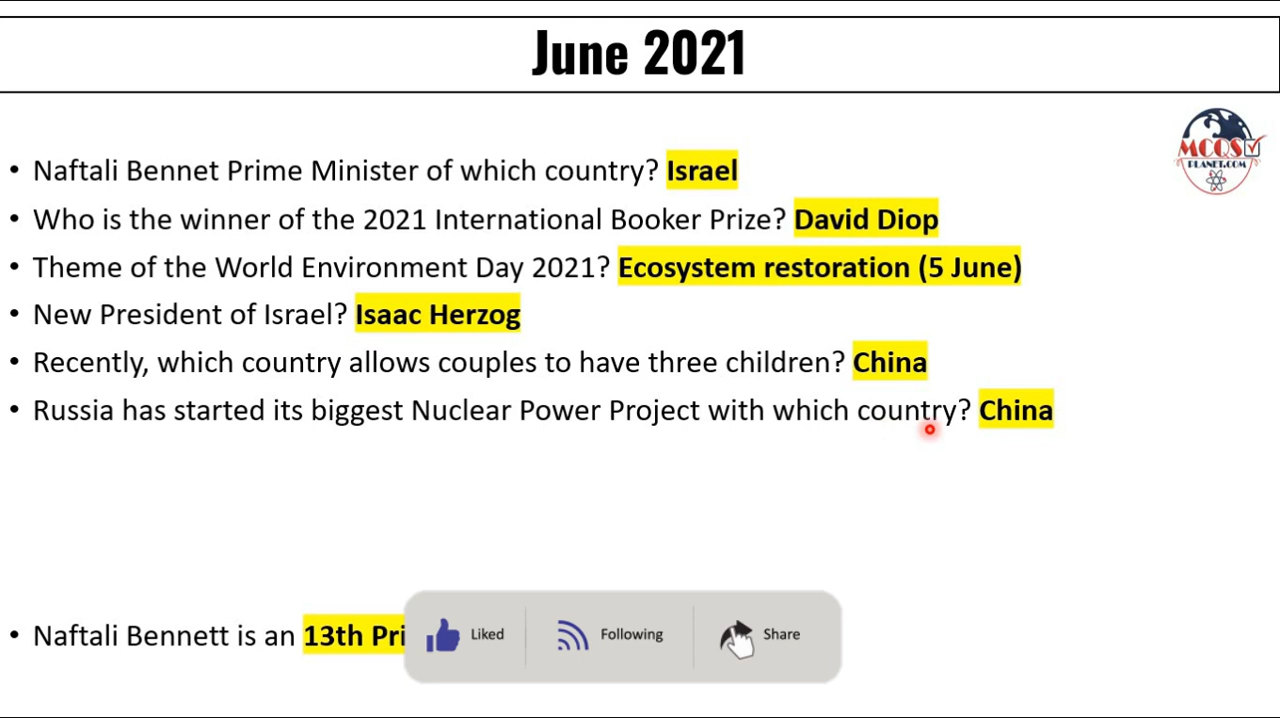 June 2021
MCQS
PLANET.COM
• Naftali Bennet Prime Minister of which country? Israel
• Who is the winner of the 2021 International Booker Prize? David Diop
• Theme of the World Environment Day 2021? Ecosystem restoration (5 June)
• New President of Israel? Isaac Herzog
• Recently, which country allows couples to have three children? China
• Russia has started its biggest Nuclear Power Project with which country? China
• Naftali Bennett is an 13th Pri
Liked Following Share